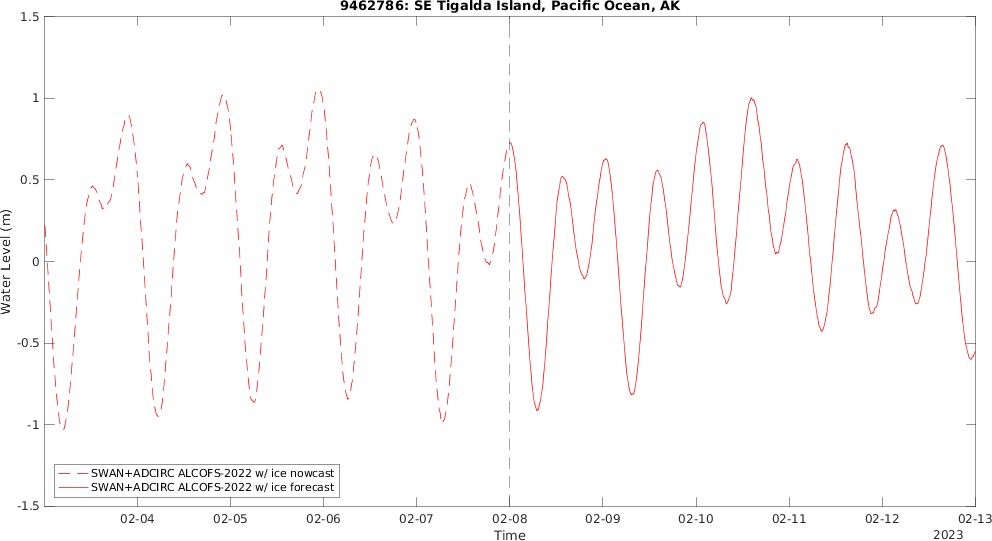 9462786: SE Tigalda Island, Pacific Ocean, AK
1.5
1
0.5
0
-0.5
-1
-1.5
Water Level (m)
SWAN+ADCIRC ALCOFS-2022 w/ ice nowcast
SWAN+ADCIRC ALCOFS-2022 w/ ice forecast
02-04 02-05 02-06 02-07 02-08 02-09 02-10 02-11 02-12 02-13
Time
2023